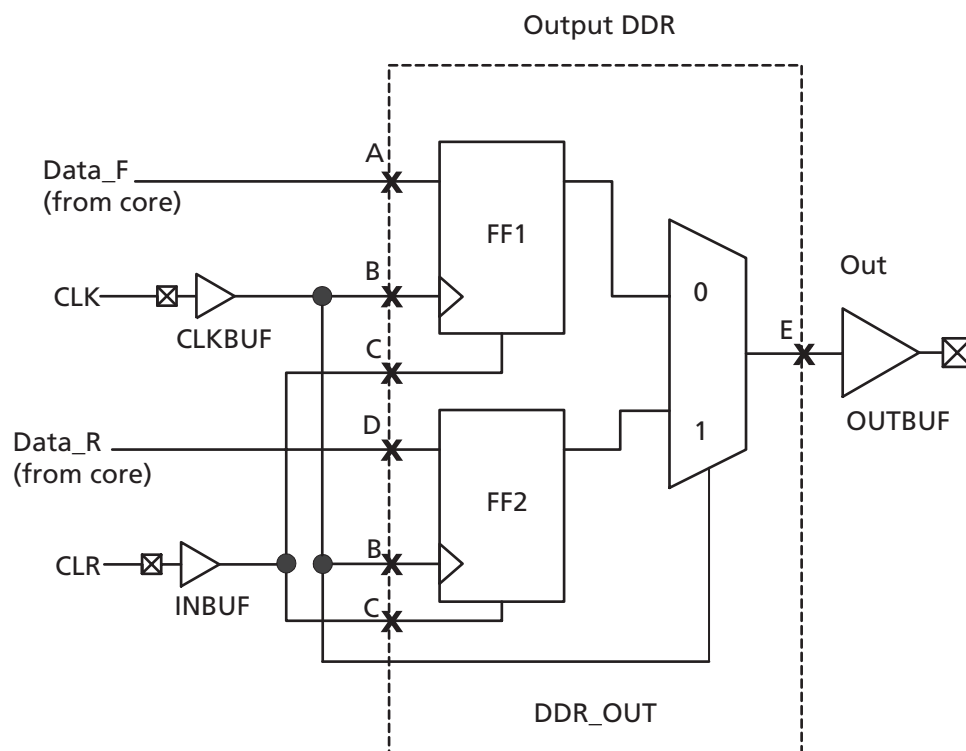 Output DDR
A
Data_F
(from core)
FF1
B
CLK
CLKBUF
0
Out
E
C
OUTBUF
D
Data_R
(from core)
1
FF2
B
CLR
INBUF
C
DDR_OUT